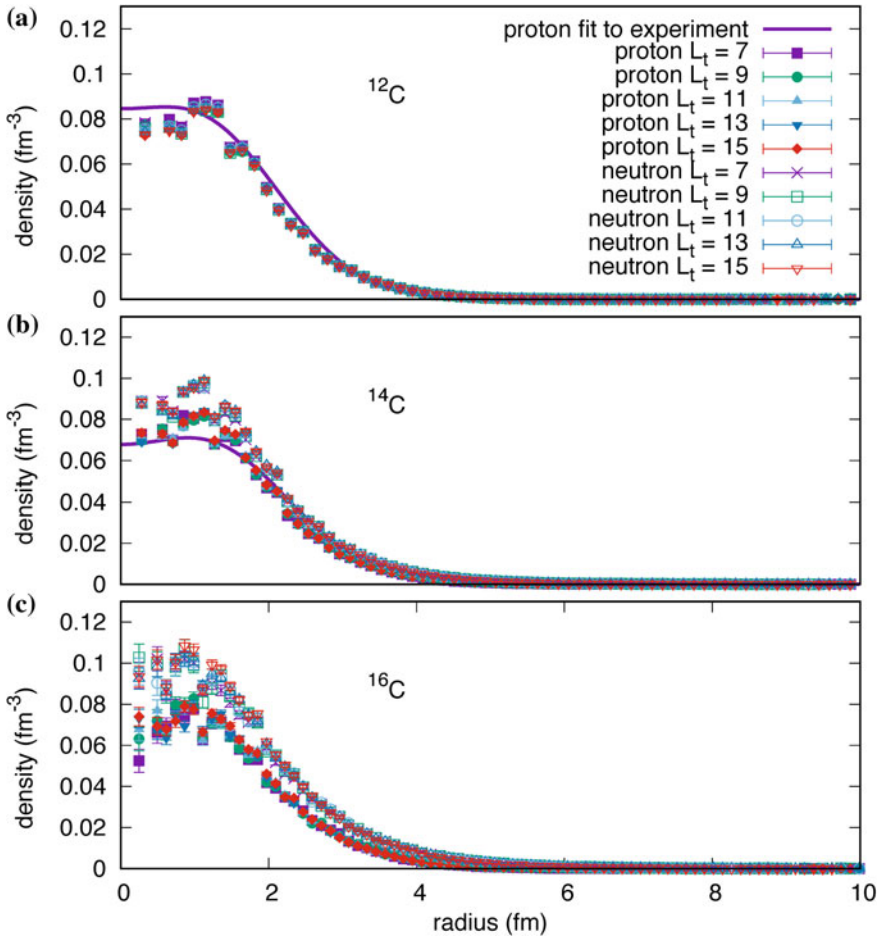 (a)
0.12
0.1
0.08
0.06
0.04
0.02
0
density (fm⁻³)
¹²C
proton fit to experiment
proton Lₜ = 7
proton Lₜ = 9
proton Lₜ = 11
proton Lₜ = 13
proton Lₜ = 15
neutron Lₜ = 7
neutron Lₜ = 9
neutron Lₜ = 11
neutron Lₜ = 13
neutron Lₜ = 15
(b)
0.12
0.1
0.08
0.06
0.04
0.02
0
density (fm⁻³)
¹⁴C
(c)
0.12
0.1
0.08
0.06
0.04
0.02
0
density (fm⁻³)
¹⁶C
0 2 4 6 8 10
radius (fm)